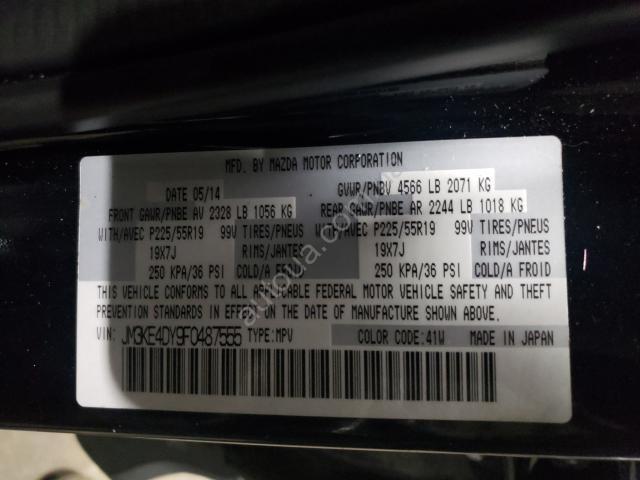 MFD. BY MAZDA MOTOR CORPORATION
DATE 05/14 GVWR/PNBV 4566 LB 2071 KG
FRONT GAWR/PNBE AV 2328 LB 1056 KG REAR GAWR/PNBE AR 2244 LB 1018 KG
WITH/AVEC P225/55R19 99V TIRES/PNEUS WITH/AVEC P225/55R19 99V TIRES/PNEUS
19X7J RIMS/JANTES 19X7J RIMS/JANTES
250 KPA/36 PSI COLD/A FROID 250 KPA/36 PSI COLD/A FROID
THIS VEHICLE CONFORMS TO ALL APPLICABLE FEDERAL MOTOR VEHICLE SAFETY AND THEFT
PREVENTION STANDARDS IN EFFECT ON THE DATE OF MANUFACTURE SHOWN ABOVE.
VIN: JM3KE4DY9F0487555 TYPE: MPV COLOR CODE: 41W MADE IN JAPAN
autoua.com